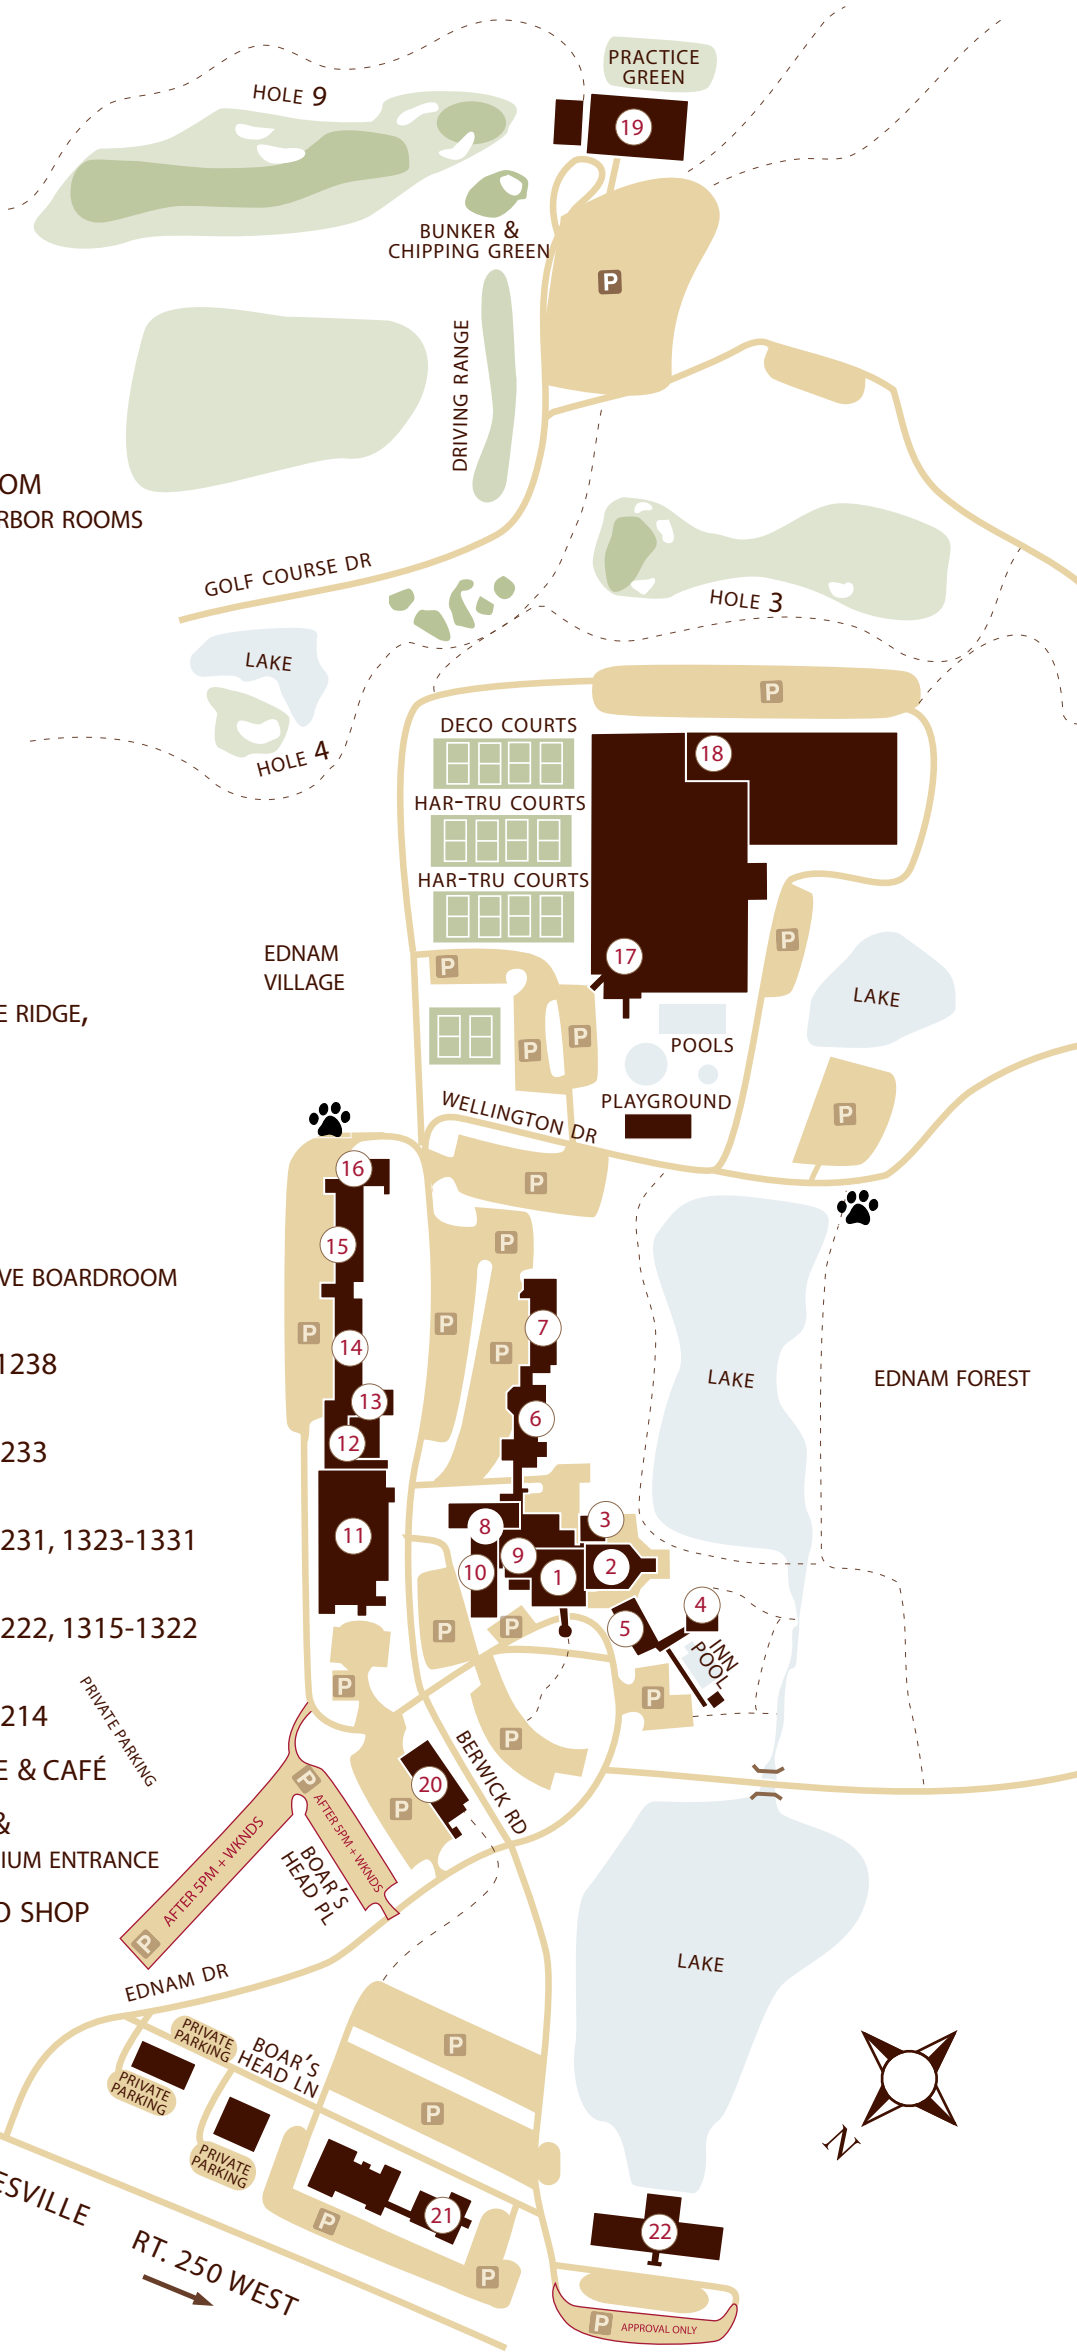 PRACTICE
GREEN
HOLE 9
19
BUNKER &
CHIPPING GREEN
P
DRIVING RANGE
OM
RBOR ROOMS
GOLF COURSE DR
HOLE 3
LAKE
HOLE 4
P
DECO COURTS
18
HAR-TRU COURTS
HAR-TRU COURTS
P
EDNAM
VILLAGE
17
P
LAKE
E RIDGE,
P
P
POOLS
WELLINGTON DR
PLAYGROUND
P
16
P
15
P
VE BOARDROOM
P
P
7
P
14
1238
LAKE
EDNAM FOREST
13
6
12
233
3
8
11
231, 1323-1331
9
2
10
1
4
222, 1315-1322
P
P
5
INN
POOL
PRIVATE PARKING
P
P
214
P
BERWICK RD
E & CAFÉ
P
20
P
AFTER 5PM + WKNDS
AFTER 5PM + WKNDS
&
IUM ENTRANCE
BOAR'S
HEAD PL
O SHOP
P
LAKE
EDNAM DR
PRIVATE
PARKING
BOAR'S
HEAD LN
P
PRIVATE
PARKING
P
N
PRIVATE
PARKING
ESVILLE
21
P
22
RT. 250 WEST
P
P
APPROVAL ONLY